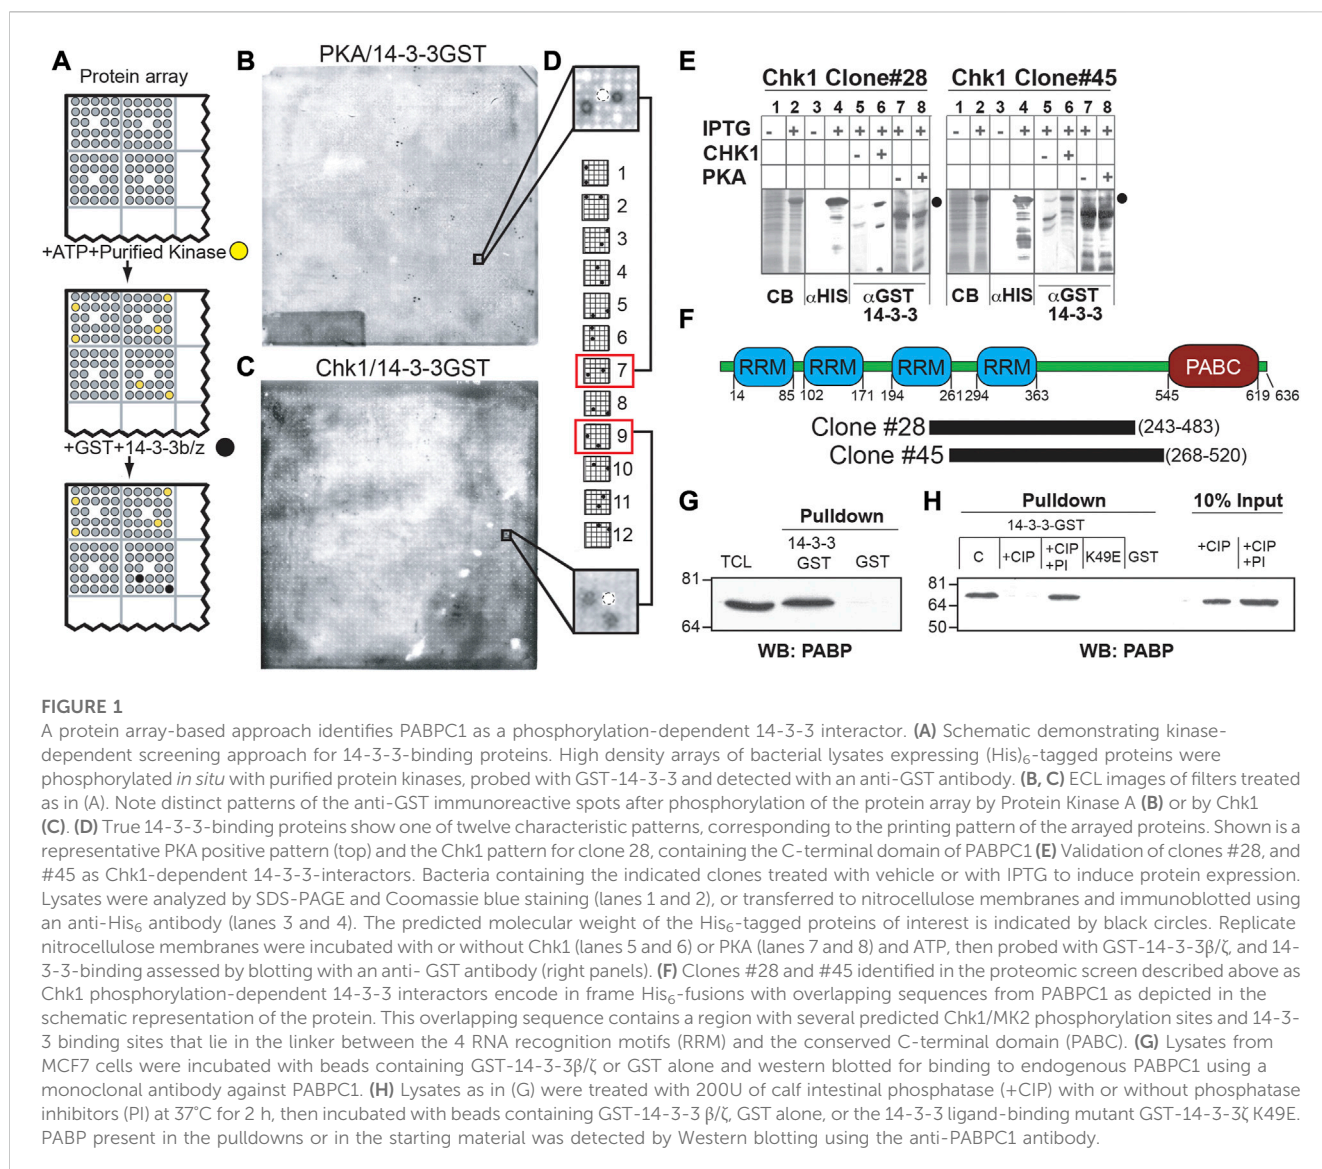 A
Protein array
+ATP+Purified Kinase
+GST+14-3-3b/z
B
PKA/14-3-3GST
C
Chk1/14-3-3GST
D
1
2
3
4
5
6
7
8
9
10
11
12
E
Chk1 Clone#28
Chk1 Clone#45
1 2 3 4 5 6 7 8
1 2 3 4 5 6 7 8
IPTG - + - + + + + +
- + - + + + + +
CHK1 - +
- +
PKA - +
- +
CB αHIS αGST
14-3-3
CB αHIS αGST
14-3-3
F
RRM RRM RRM RRM PABC
14 85 102 171 194 261 294 363 545 619 636
Clone #28 (243-483)
Clone #45 (268-520)
G
Pulldown
TCL 14-3-3
GST GST
81
64
WB: PABP
H
Pulldown 10% Input
14-3-3-GST
C +CIP +CIP
+PI K49E GST +CIP +CIP
+PI
81
64
50
WB: PABP
FIGURE 1
A protein array-based approach identifies PABPC1 as a phosphorylation-dependent 14-3-3 interactor. (A) Schematic demonstrating kinase-
dependent screening approach for 14-3-3-binding proteins. High density arrays of bacterial lysates expressing (His)₆-tagged proteins were
phosphorylated in situ with purified protein kinases, probed with GST-14-3-3 and detected with an anti-GST antibody. (B, C) ECL images of filters treated
as in (A). Note distinct patterns of the anti-GST immunoreactive spots after phosphorylation of the protein array by Protein Kinase A (B) or by Chk1
(C). (D) True 14-3-3-binding proteins show one of twelve characteristic patterns, corresponding to the printing pattern of the arrayed proteins. Shown is a
representative PKA positive pattern (top) and the Chk1 pattern for clone 28, containing the C-terminal domain of PABPC1 (E) Validation of clones #28, and
#45 as Chk1-dependent 14-3-3-interactors. Bacteria containing the indicated clones treated with vehicle or with IPTG to induce protein expression.
Lysates were analyzed by SDS-PAGE and Coomassie blue staining (lanes 1 and 2), or transferred to nitrocellulose membranes and immunoblotted using
an anti-His₆ antibody (lanes 3 and 4). The predicted molecular weight of the His₆-tagged proteins of interest is indicated by black circles. Replicate
nitrocellulose membranes were incubated with or without Chk1 (lanes 5 and 6) or PKA (lanes 7 and 8) and ATP, then probed with GST-14-3-3β/ζ, and 14-
3-3-binding assessed by blotting with an anti- GST antibody (right panels). (F) Clones #28 and #45 identified in the proteomic screen described above as
Chk1 phosphorylation-dependent 14-3-3 interactors encode in frame His₆-fusions with overlapping sequences from PABPC1 as depicted in the
schematic representation of the protein. This overlapping sequence contains a region with several predicted Chk1/MK2 phosphorylation sites and 14-3-
3 binding sites that lie in the linker between the 4 RNA recognition motifs (RRM) and the conserved C-terminal domain (PABC). (G) Lysates from
MCF7 cells were incubated with beads containing GST-14-3-3β/ζ or GST alone and western blotted for binding to endogenous PABPC1 using a
monoclonal antibody against PABPC1. (H) Lysates as in (G) were treated with 200U of calf intestinal phosphatase (+CIP) with or without phosphatase
inhibitors (PI) at 37°C for 2 h, then incubated with beads containing GST-14-3-3 β/ζ, GST alone, or the 14-3-3 ligand-binding mutant GST-14-3-3ζ K49E.
PABP present in the pulldowns or in the starting material was detected by Western blotting using the anti-PABPC1 antibody.